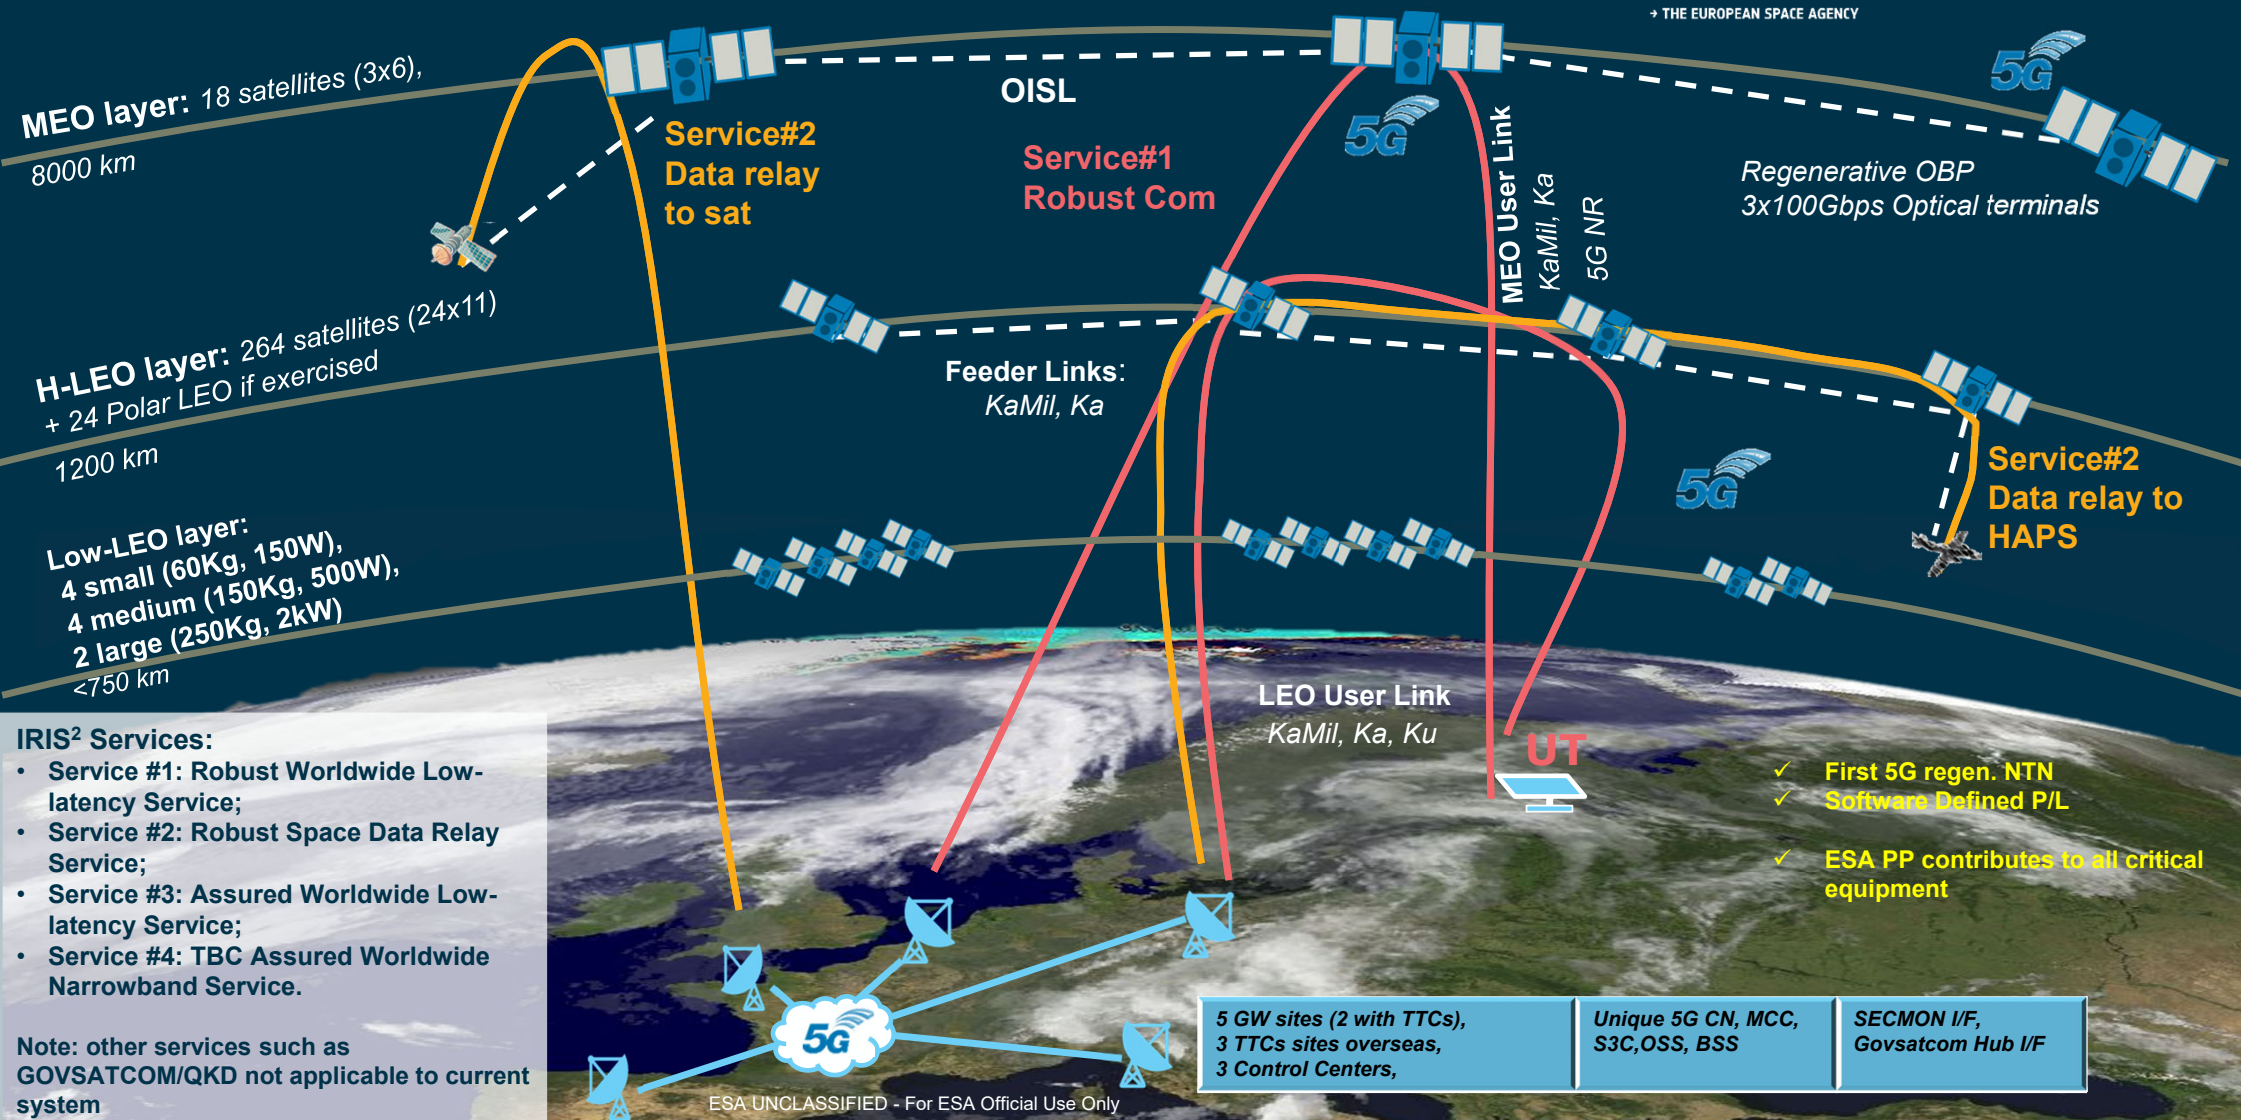 → THE EUROPEAN SPACE AGENCY
MEO layer: 18 satellites (3x6),
8000 km
OISL
5G
5G
Service#2
Data relay
to sat
Service#1
Robust Com
MEO User Link
KaMil, Ka
5G NR
Regenerative OBP
3x100Gbps Optical terminals
H-LEO layer: 264 satellites (24x11)
+ 24 Polar LEO if exercised
1200 km
Feeder Links:
KaMil, Ka
5G
Service#2
Data relay to
HAPS
Low-LEO layer:
4 small (60Kg, 150W),
4 medium (150Kg, 500W),
2 large (250Kg, 2kW)
<750 km
LEO User Link
KaMil, Ka, Ku
UT
IRIS² Services:
• Service #1: Robust Worldwide Low-
latency Service;
• Service #2: Robust Space Data Relay
Service;
• Service #3: Assured Worldwide Low-
latency Service;
• Service #4: TBC Assured Worldwide
Narrowband Service.
Note: other services such as
GOVSATCOM/QKD not applicable to current
system
✓ First 5G regen. NTN
✓ Software Defined P/L
✓ ESA PP contributes to all critical
equipment
5G
5 GW sites (2 with TTCs),
3 TTCs sites overseas,
3 Control Centers,
Unique 5G CN, MCC,
S3C,OSS, BSS
SECMON I/F,
Govsatcom Hub I/F
ESA UNCLASSIFIED - For ESA Official Use Only